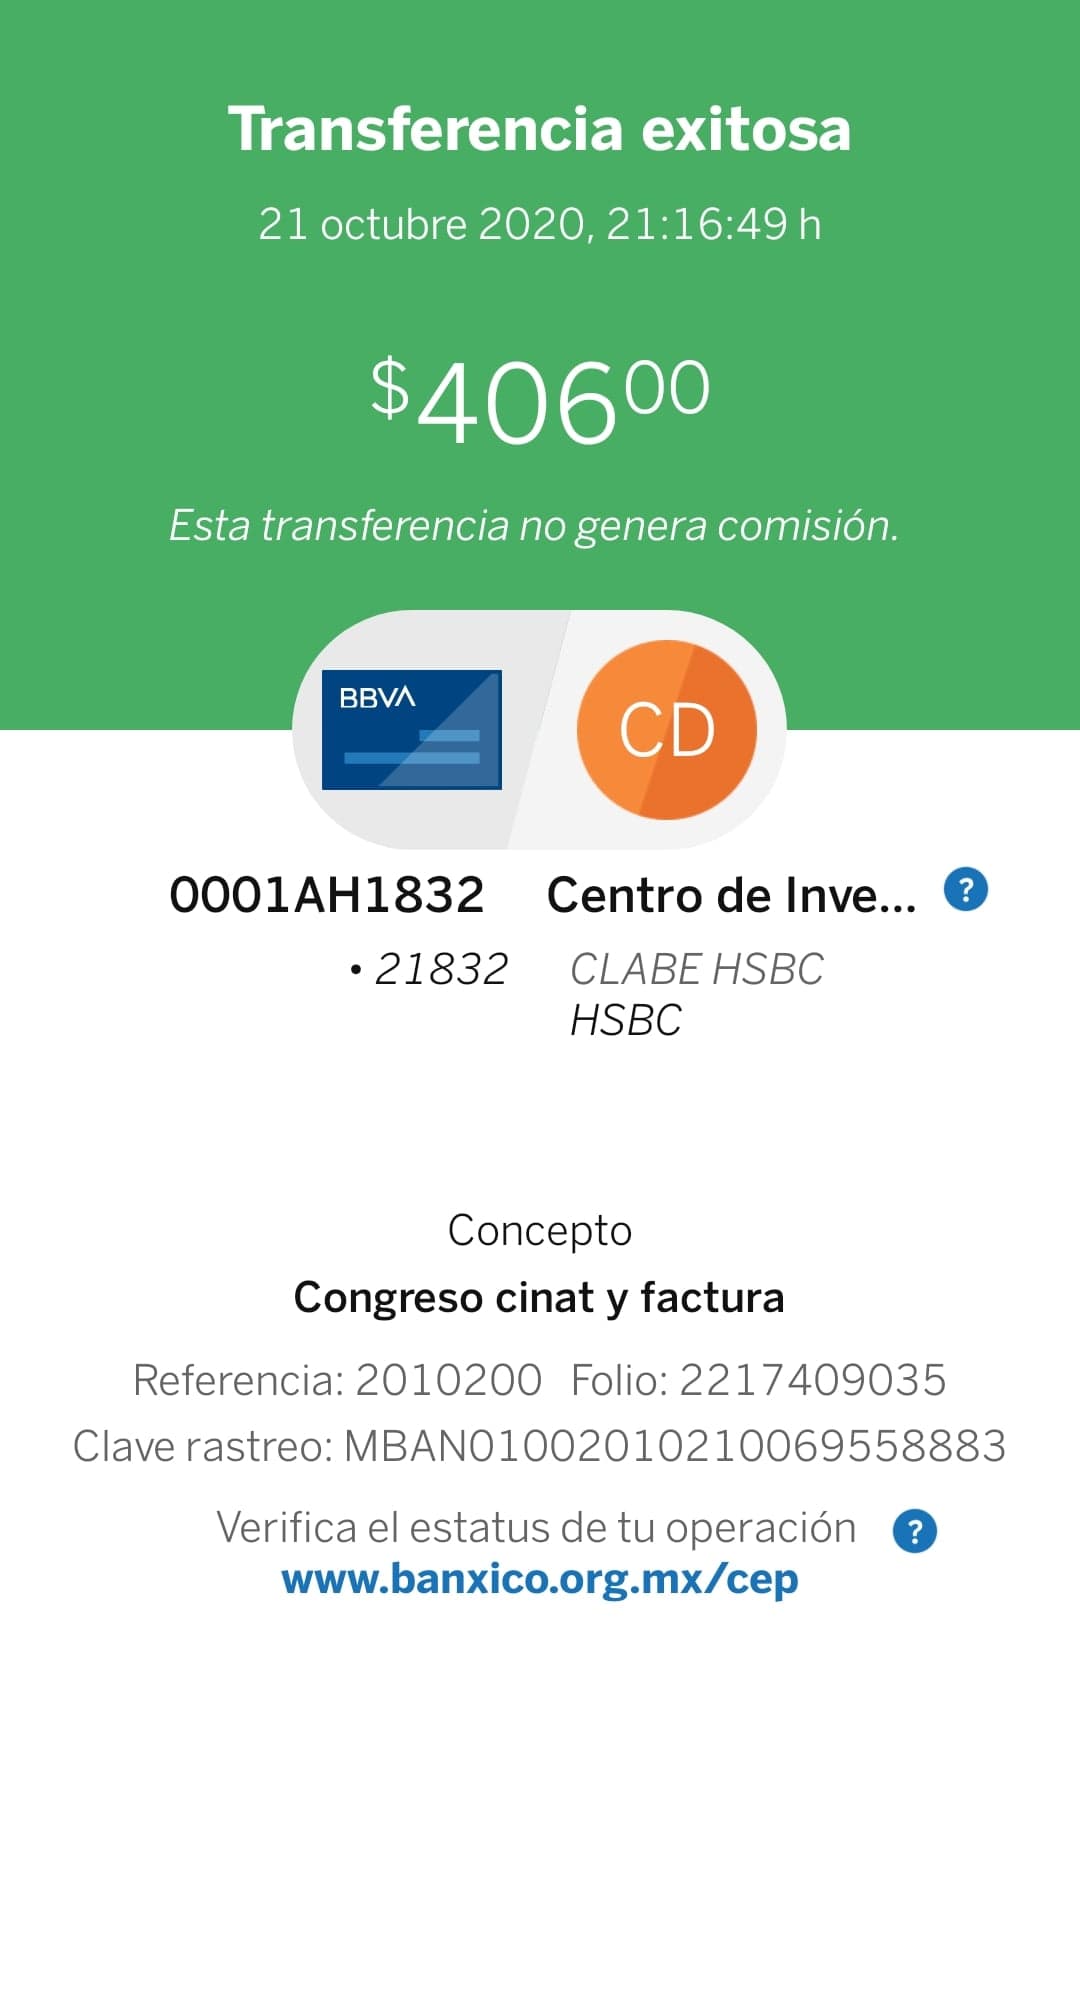 Transferencia exitosa
21 octubre 2020, 21:16:49 h
$406 00
Esta transferencia no genera comisión.
BBVA
CD
0001AH1832
• 21832
Centro de Inve... ?
CLABE HSBC
HSBC
Concepto
Congreso cinat y factura
Referencia: 2010200 Folio: 2217409035
Clave rastreo: MBAN01002010210069558883
Verifica el estatus de tu operación ?
www.banxico.org.mx/cep